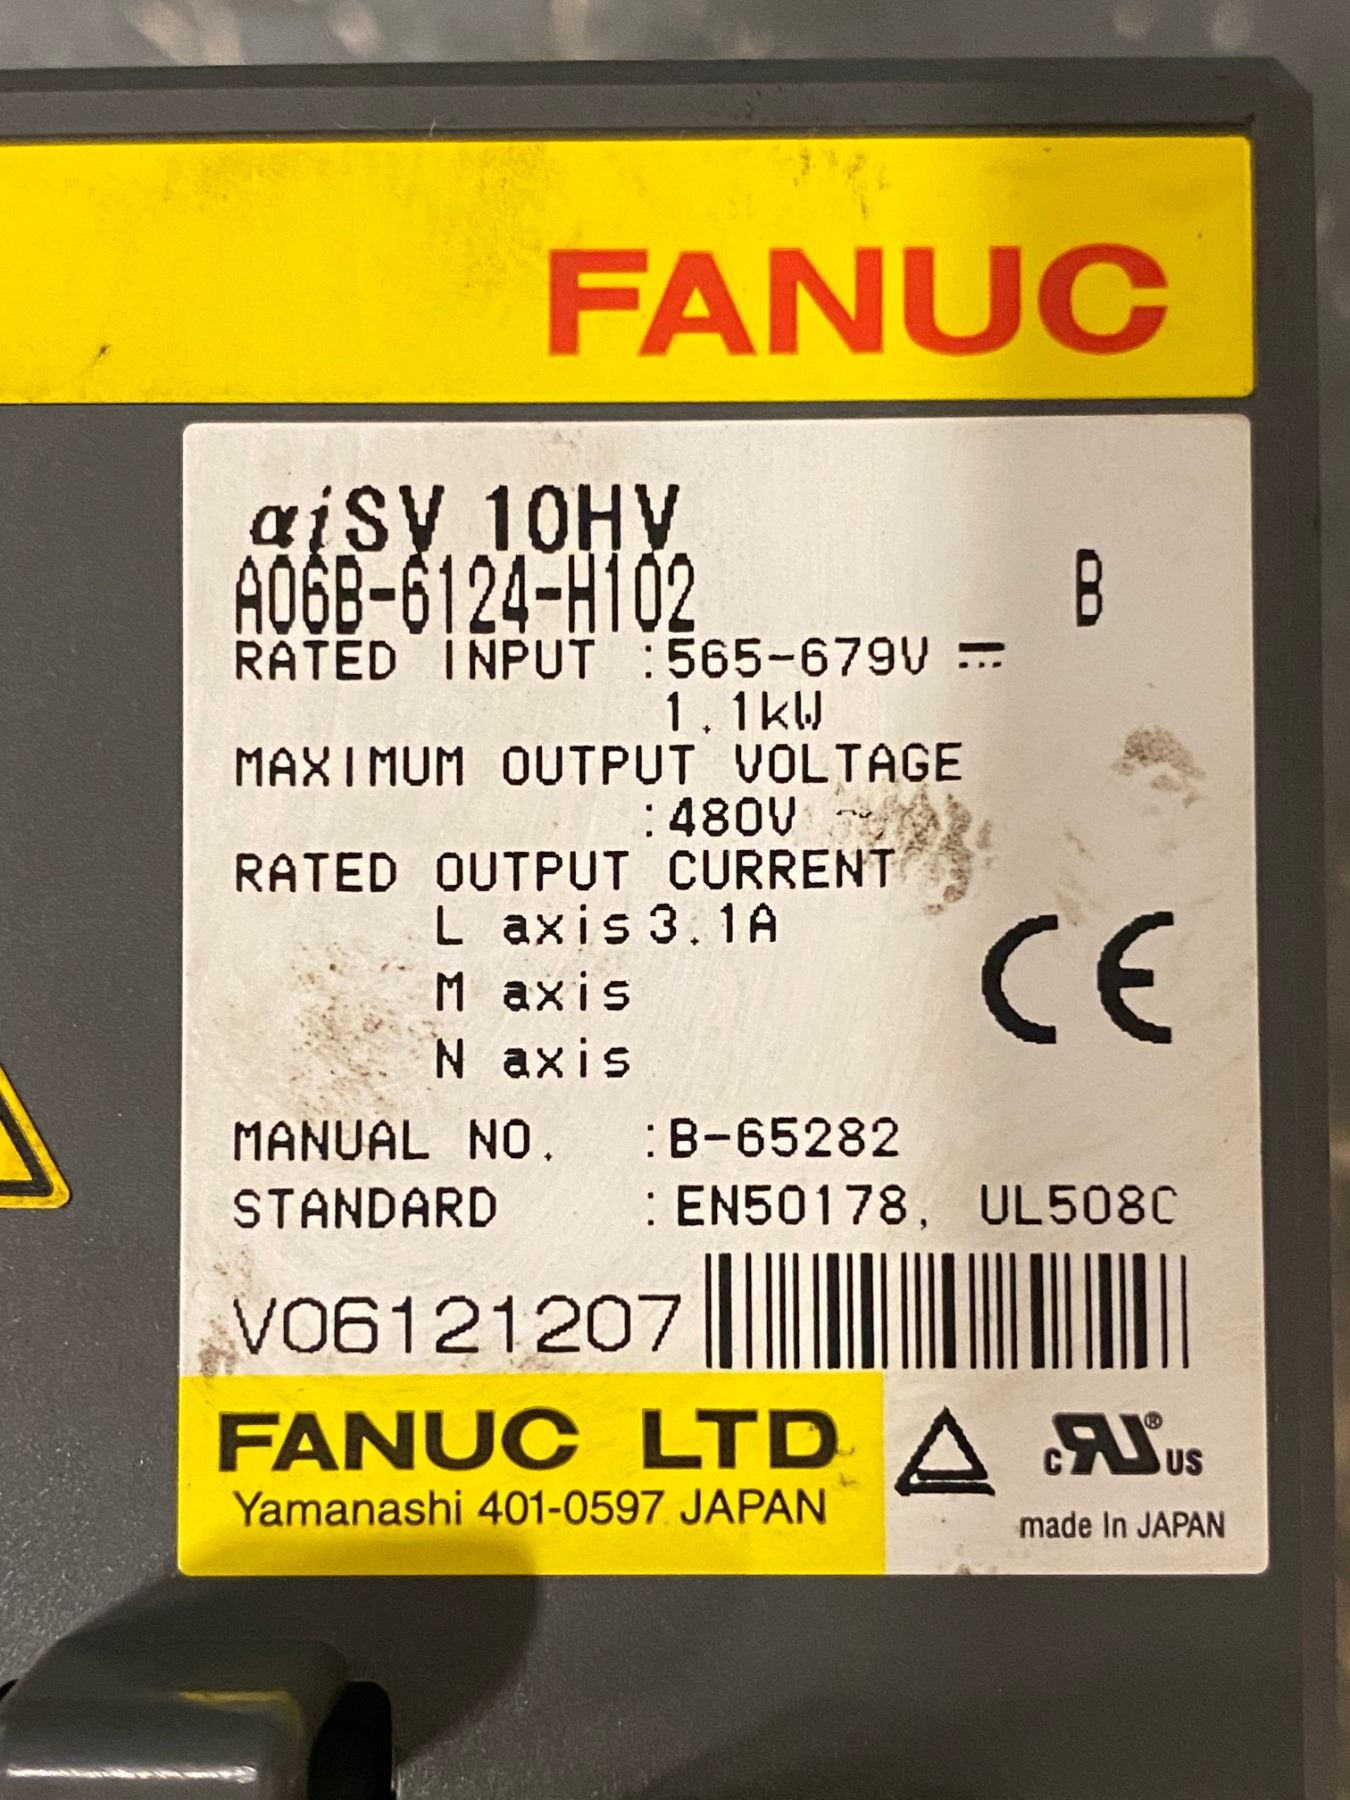 FANUC
αiSV 10HV
A06B-6124-H102 B
RATED INPUT :565-679V ⎓
1.1kW
MAXIMUM OUTPUT VOLTAGE
:480V ~
RATED OUTPUT CURRENT
L axis 3.1A
M axis
N axis
CE
MANUAL NO. :B-65282
STANDARD :EN50178, UL508C
V06121207
FANUC LTD
Yamanashi 401-0597 JAPAN
c RU ® US
made In JAPAN